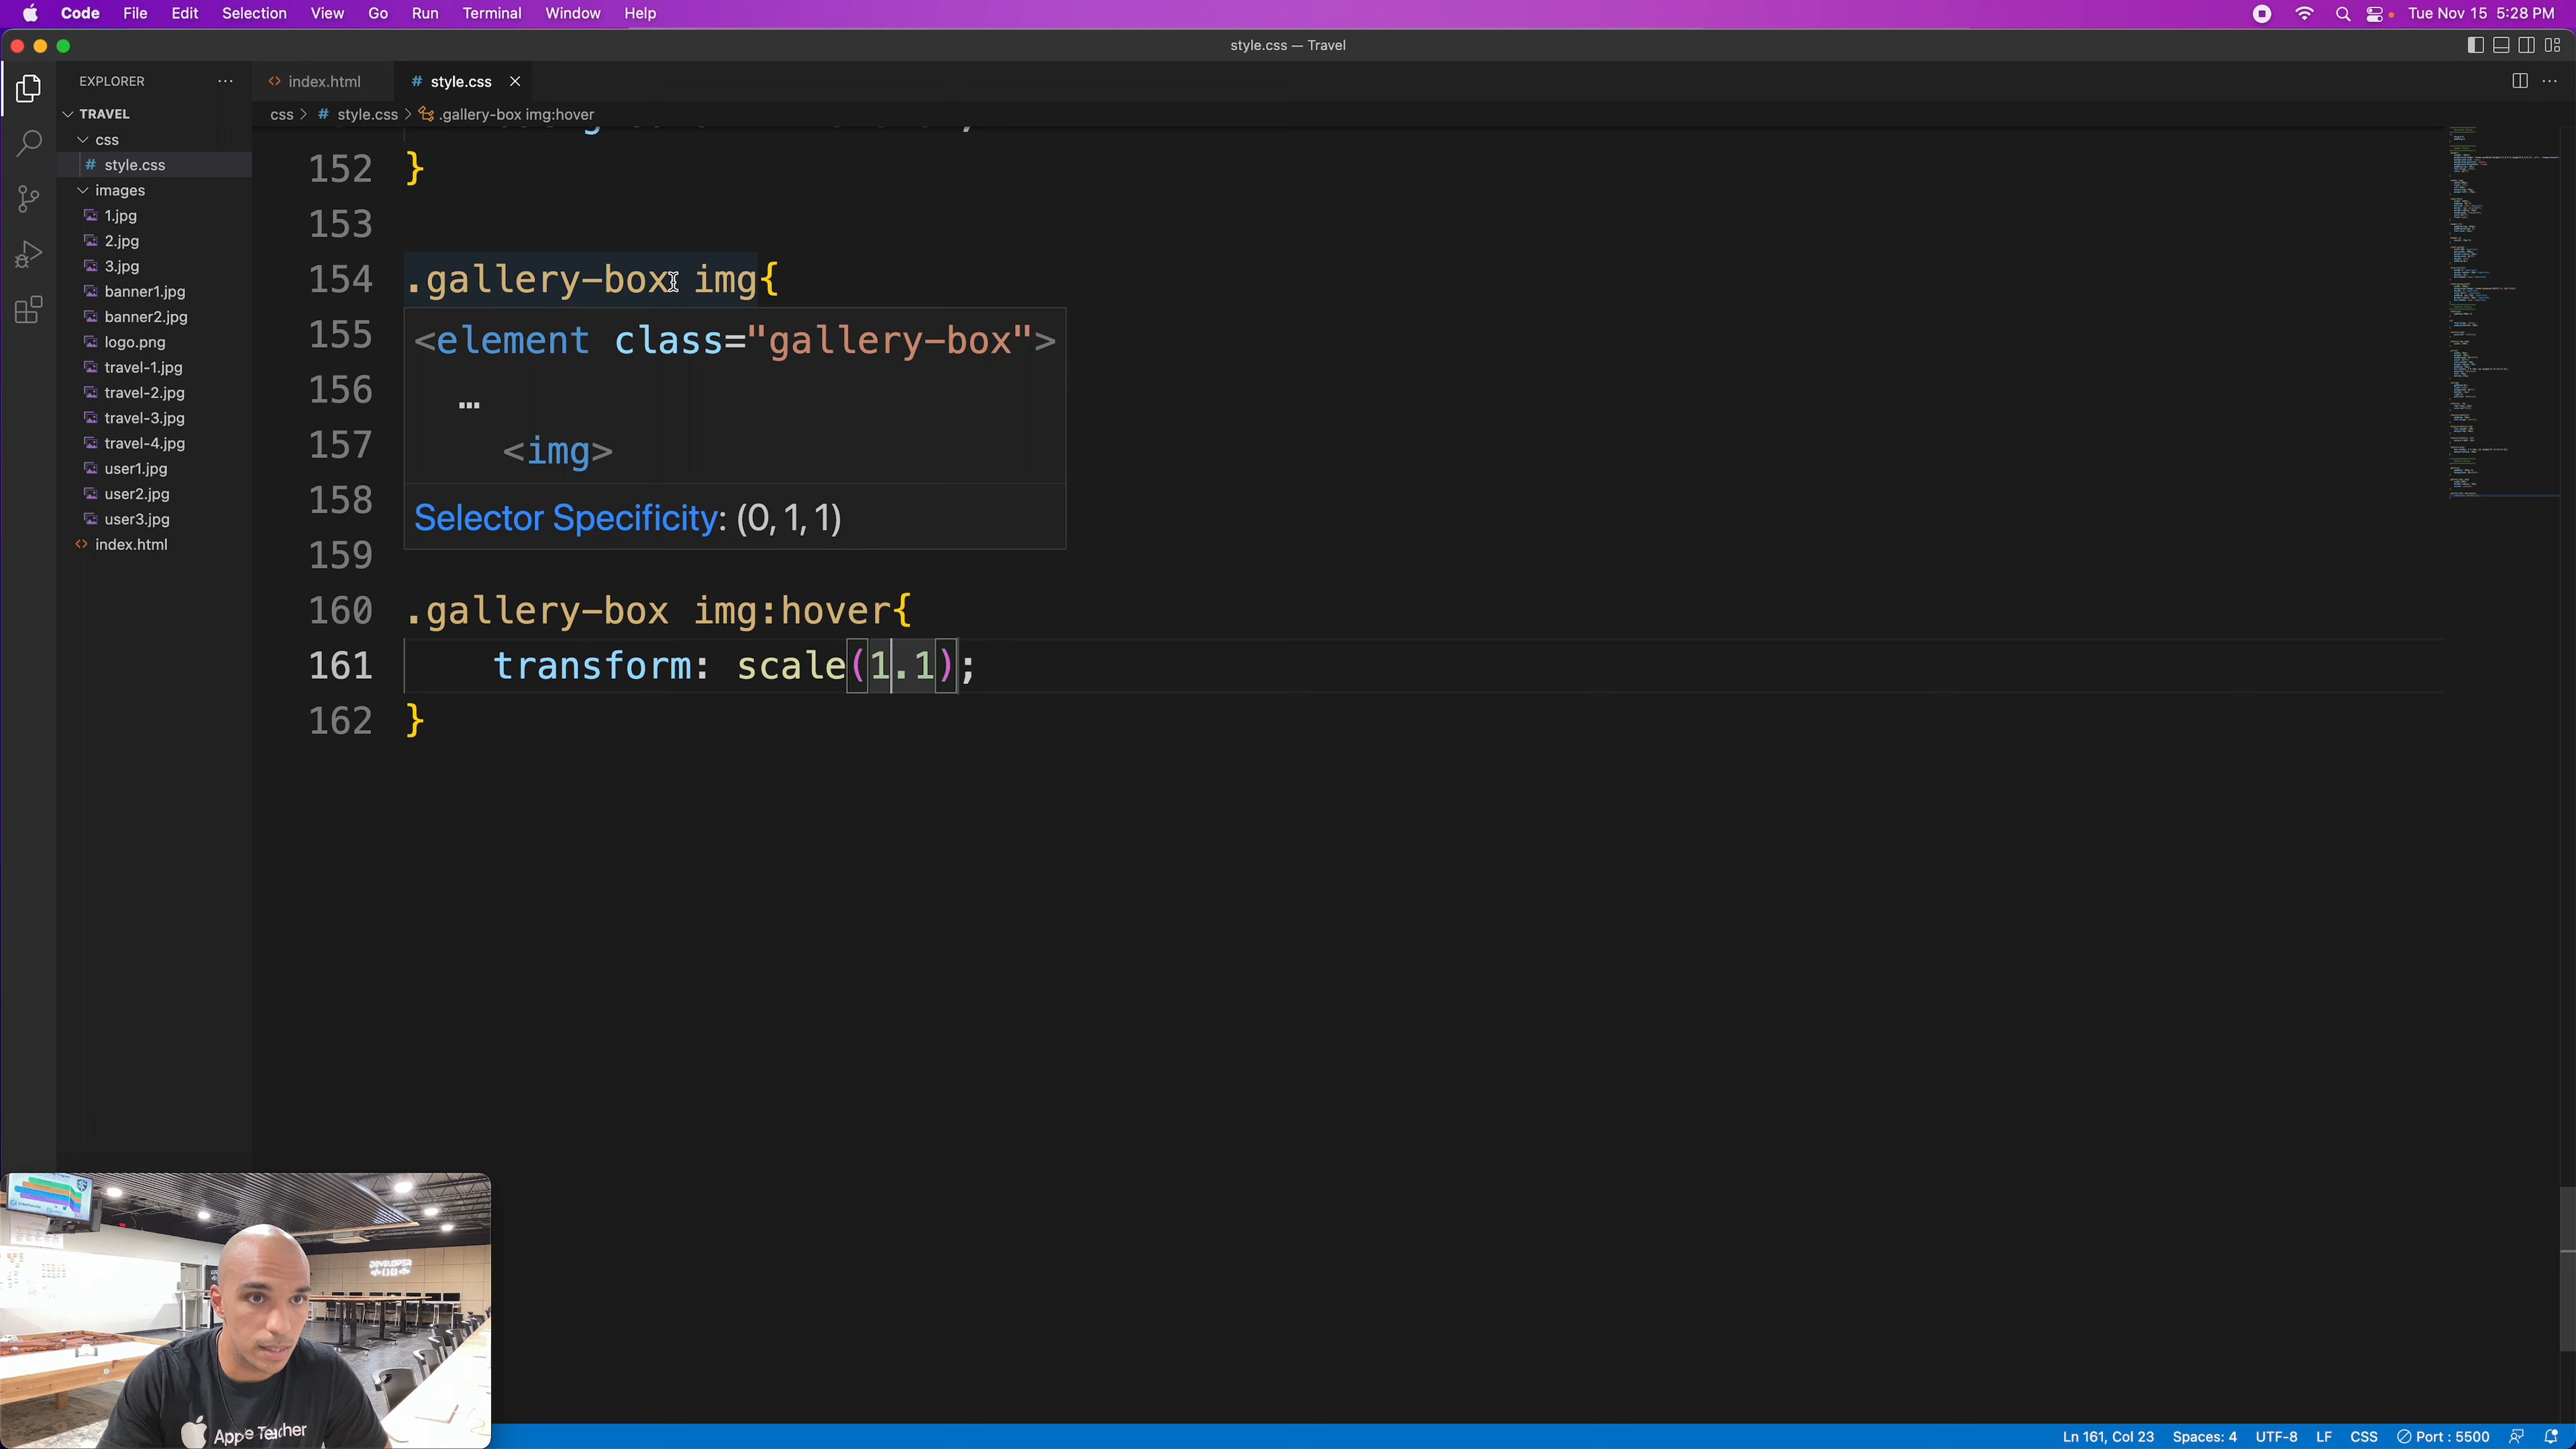 Code File Edit Selection View Go Run Terminal Window Help
Tue Nov 15 5:28 PM
style.css — Travel
EXPLORER
index.html
# style.css
css > # style.css > .gallery-box img:hover
TRAVEL
css
# style.css
images
1.jpg
2.jpg
3.jpg
banner1.jpg
banner2.jpg
logo.png
travel-1.jpg
travel-2.jpg
travel-3.jpg
travel-4.jpg
user1.jpg
user2.jpg
user3.jpg
index.html
152 }
153
154 .gallery-box img{
155
156
157
158
159
<element class="gallery-box">
…
<img>
Selector Specificity: (0, 1, 1)
160 .gallery-box img:hover{
161 transform: scale(1.1);
162 }
DEVELOPER
Apple Teacher
Ln 161, Col 23 Spaces: 4 UTF-8 LF CSS Port : 5500